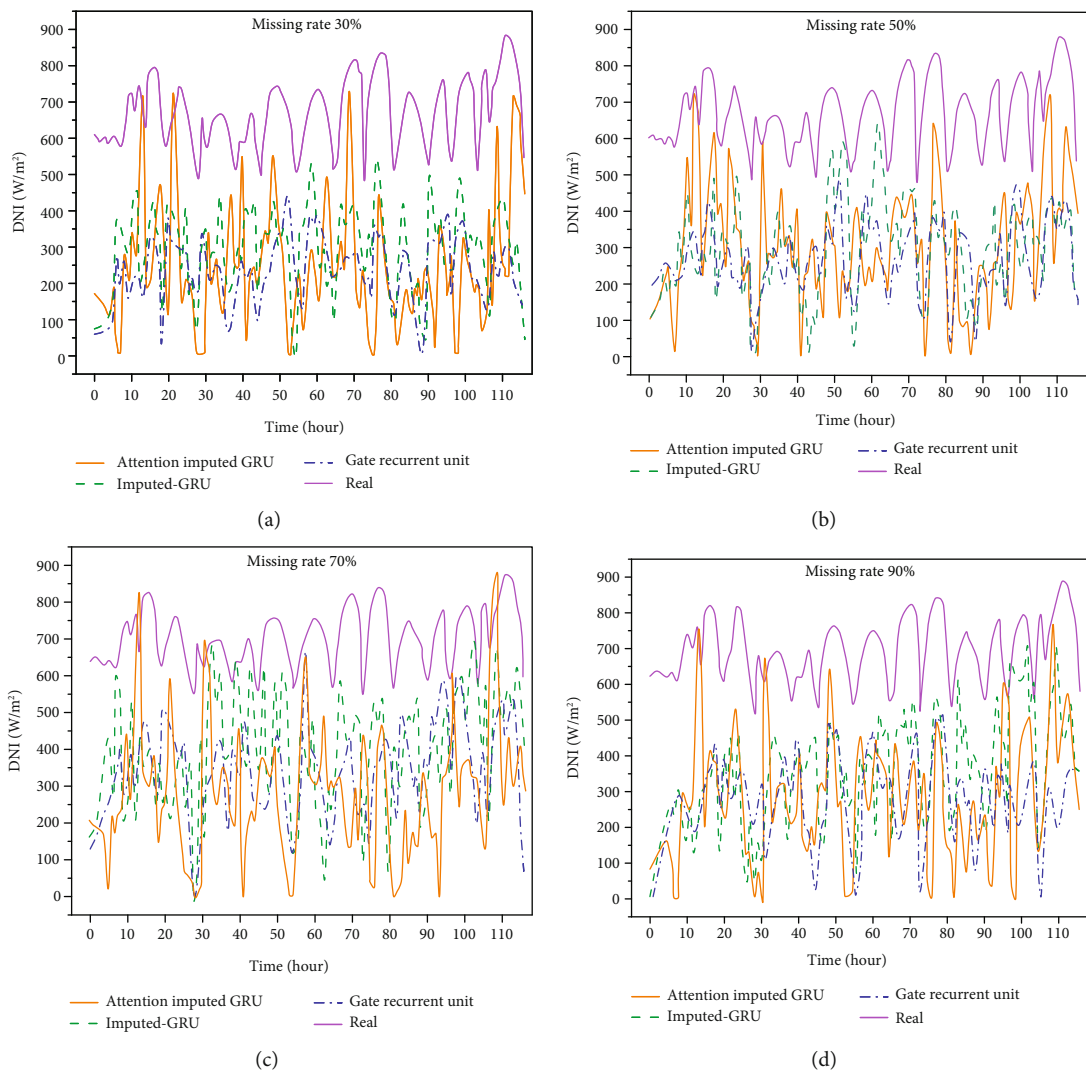 Missing rate 30%
DNI (W/m²)
900
800
700
600
500
400
300
200
100
0
0 10 20 30 40 50 60 70 80 90 100 110
Time (hour)
Attention imputed GRU
Gate recurrent unit
Imputed-GRU
Real
(a)
Missing rate 50%
DNI (W/m²)
900
800
700
600
500
400
300
200
100
0
0 10 20 30 40 50 60 70 80 90 100 110
Time (hour)
Attention imputed GRU
Gate recurrent unit
Imputed-GRU
Real
(b)
Missing rate 70%
DNI (W/m²)
900
800
700
600
500
400
300
200
100
0
0 10 20 30 40 50 60 70 80 90 100 110
Time (hour)
Attention imputed GRU
Gate recurrent unit
Imputed-GRU
Real
(c)
Missing rate 90%
DNI (W/m²)
900
800
700
600
500
400
300
200
100
0
0 10 20 30 40 50 60 70 80 90 100 110
Time (hour)
Attention imputed GRU
Gate recurrent unit
Imputed-GRU
Real
(d)